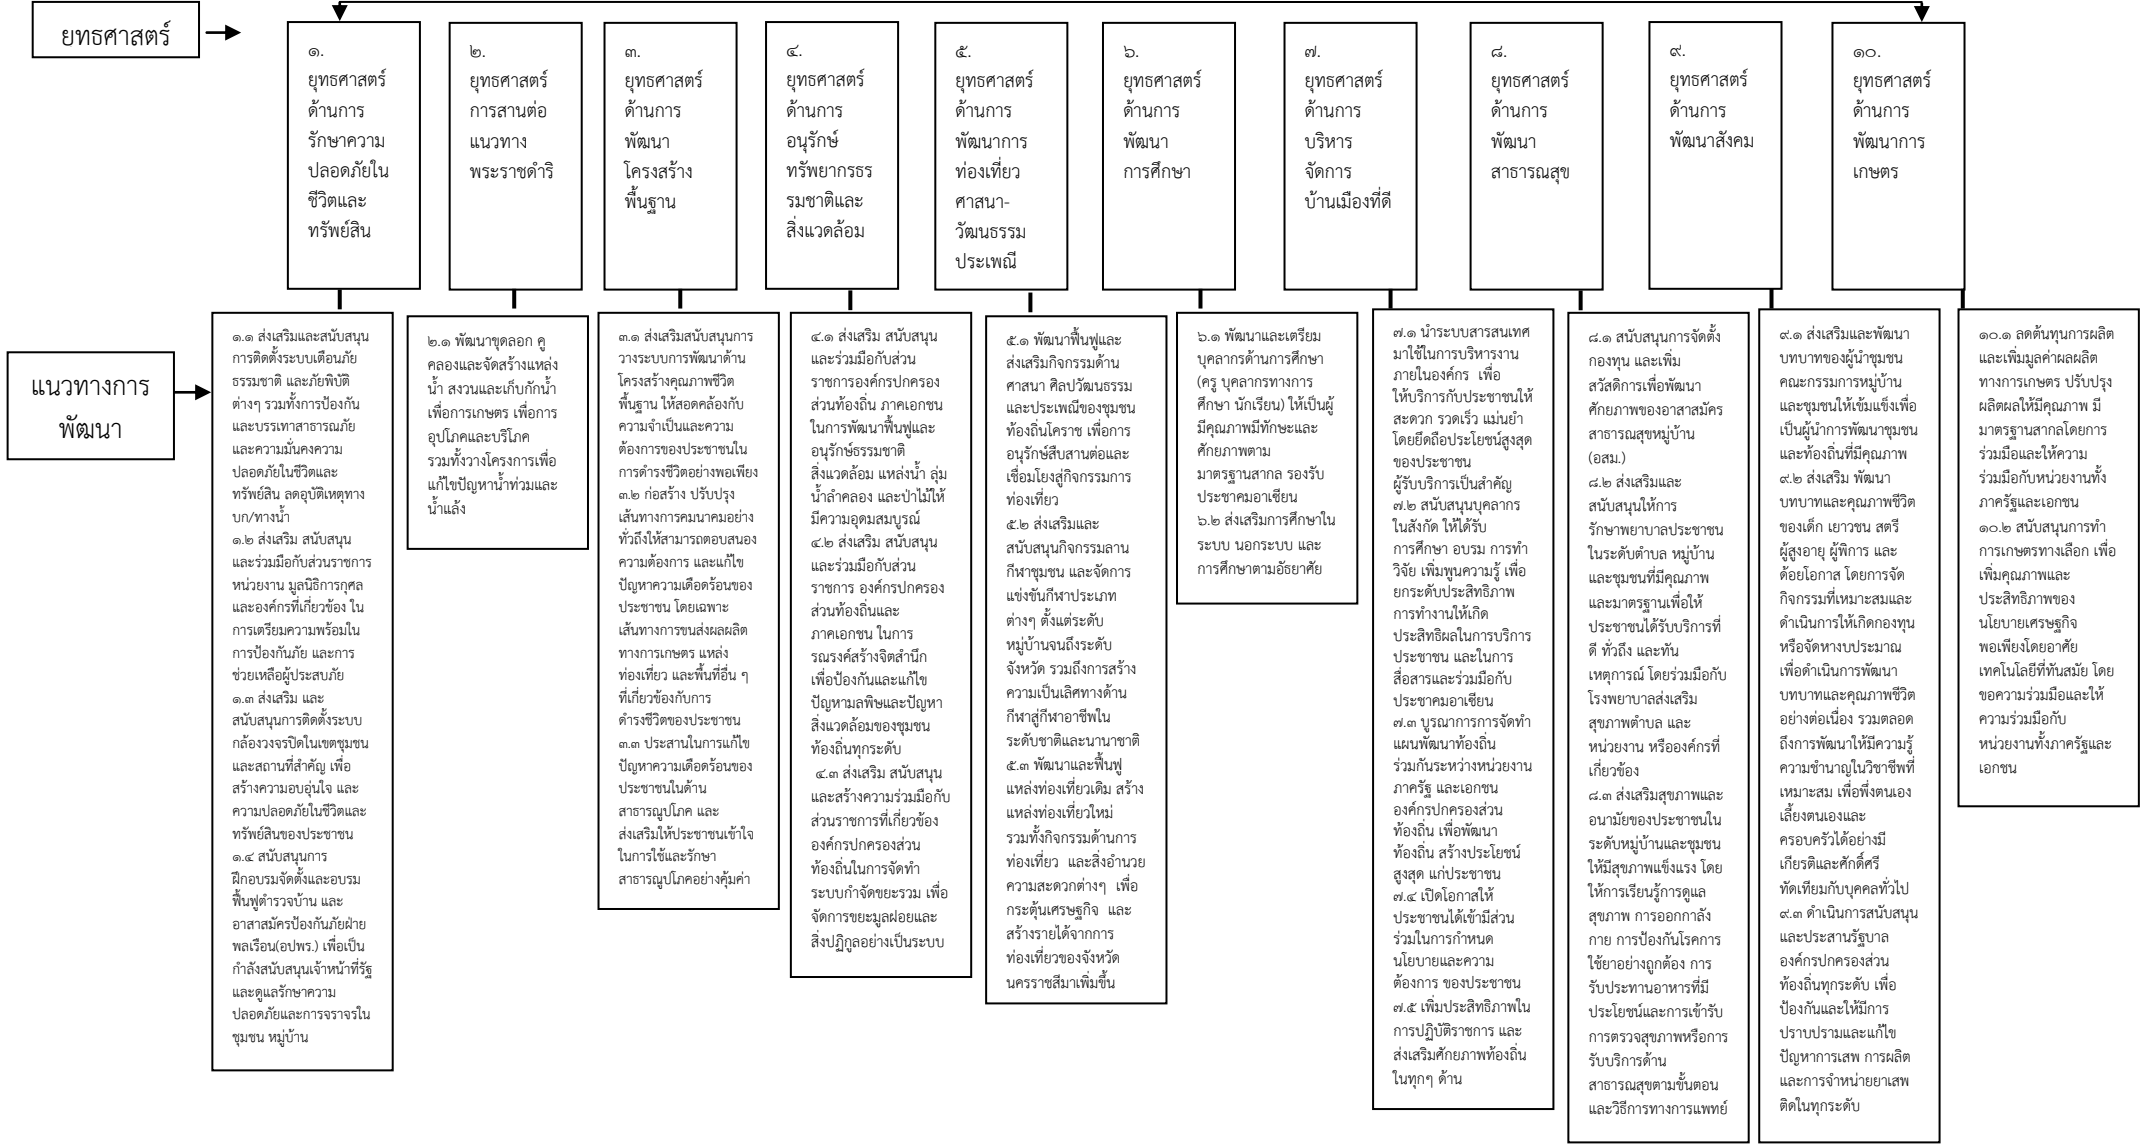 ยทธศาสตร์
๑.
ยุทธศาสตร์
ด้านการ
รักษาความ
ปลอดภัยใน
ชีวิตและ
ทรัพย์สิน
๒.
ยุทธศาสตร์
การสานต่อ
แนวทาง
พระราชดำริ
๓.
ยุทธศาสตร์
ด้านการ
พัฒนา
โครงสร้าง
พื้นฐาน
๔.
ยุทธศาสตร์
ด้านการ
อนุรักษ์
ทรัพยากรธร
รมชาติและ
สิ่งแวดล้อม
๕.
ยุทธศาสตร์
ด้านการ
พัฒนาการ
ท่องเที่ยว
ศาสนา-
วัฒนธรรม
ประเพณี
๖.
ยุทธศาสตร์
ด้านการ
พัฒนา
การศึกษา
๗.
ยุทธศาสตร์
ด้านการ
บริหาร
จัดการ
บ้านเมืองที่ดี
๘.
ยุทธศาสตร์
ด้านการ
พัฒนา
สาธารณสุข
๙.
ยุทธศาสตร์
ด้านการ
พัฒนาสังคม
๑๐.
ยุทธศาสตร์
ด้านการ
พัฒนาการ
เกษตร
แนวทางการ
พัฒนา
๑.๑ ส่งเสริมและสนับสนุน
การติดตั้งระบบเตือนภัย
ธรรมชาติ และภัยพิบัติ
ต่างๆ รวมทั้งการป้องกัน
และบรรเทาสาธารณภัย
และความมั่นคงความ
ปลอดภัยในชีวิตและ
ทรัพย์สิน ลดอุบัติเหตุทาง
บก/ทางน้ำ
๑.๒ ส่งเสริม สนับสนุน
และร่วมมือกับส่วนราชการ
หน่วยงาน มูลนิธิการกุศล
และองค์กรที่เกี่ยวข้อง ใน
การเตรียมความพร้อมใน
การป้องกันภัย และการ
ช่วยเหลือผู้ประสบภัย
๑.๓ ส่งเสริม และ
สนับสนุนการติดตั้งระบบ
กล้องวงจรปิดในเขตชุมชน
และสถานที่สำคัญ เพื่อ
สร้างความอบอุ่นใจ และ
ความปลอดภัยในชีวิตและ
ทรัพย์สินของประชาชน
๑.๔ สนับสนุนการ
ฝึกอบรมจัดตั้งและอบรม
ฟื้นฟูตำรวจบ้าน และ
อาสาสมัครป้องกันภัยฝ่าย
พลเรือน(อปพร.) เพื่อเป็น
กำลังสนับสนุนเจ้าหน้าที่รัฐ
และดูแลรักษาความ
ปลอดภัยและการจราจรใน
ชุมชน หมู่บ้าน
๒.๑ พัฒนาขุดลอก คู
คลองและจัดสร้างแหล่ง
น้ำ สงวนและเก็บกักน้ำ
เพื่อการเกษตร เพื่อการ
อุปโภคและบริโภค
รวมทั้งวางโครงการเพื่อ
แก้ไขปัญหาน้ำท่วมและ
น้ำแล้ง
๓.๑ ส่งเสริมสนับสนุนการ
วางระบบการพัฒนาด้าน
โครงสร้างคุณภาพชีวิต
พื้นฐาน ให้สอดคล้องกับ
ความจำเป็นและความ
ต้องการของประชาชนใน
การดำรงชีวิตอย่างพอเพียง
๓.๒ ก่อสร้าง ปรับปรุง
เส้นทางการคมนาคมอย่าง
ทั่วถึงให้สามารถตอบสนอง
ความต้องการ และแก้ไข
ปัญหาความเดือดร้อนของ
ประชาชน โดยเฉพาะ
เส้นทางการขนส่งผลผลิต
ทางการเกษตร แหล่ง
ท่องเที่ยว และพื้นที่อื่น ๆ
ที่เกี่ยวข้องกับการ
ดำรงชีวิตของประชาชน
๓.๓ ประสานในการแก้ไข
ปัญหาความเดือดร้อนของ
ประชาชนในด้าน
สาธารณูปโภค และ
ส่งเสริมให้ประชาชนเข้าใจ
ในการใช้และรักษา
สาธารณูปโภคอย่างคุ้มค่า
๔.๑ ส่งเสริม สนับสนุน
และร่วมมือกับส่วน
ราชการองค์กรปกครอง
ส่วนท้องถิ่น ภาคเอกชน
ในการพัฒนาฟื้นฟูและ
อนุรักษ์ธรรมชาติ
สิ่งแวดล้อม แหล่งน้ำ ลุ่ม
น้ำลำคลอง และป่าไม้ให้
มีความอุดมสมบูรณ์
๔.๒ ส่งเสริม สนับสนุน
และร่วมมือกับส่วน
ราชการ องค์กรปกครอง
ส่วนท้องถิ่นและ
ภาคเอกชน ในการ
รณรงค์สร้างจิตสำนึก
เพื่อป้องกันและแก้ไข
ปัญหามลพิษและปัญหา
สิ่งแวดล้อมของชุมชน
ท้องถิ่นทุกระดับ
๔.๓ ส่งเสริม สนับสนุน
และสร้างความร่วมมือกับ
ส่วนราชการที่เกี่ยวข้อง
องค์กรปกครองส่วน
ท้องถิ่นในการจัดทำ
ระบบกำจัดขยะรวม เพื่อ
จัดการขยะมูลฝอยและ
สิ่งปฏิกูลอย่างเป็นระบบ
๕.๑ พัฒนาฟื้นฟูและ
ส่งเสริมกิจกรรมด้าน
ศาสนา ศิลปวัฒนธรรม
และประเพณีของชุมชน
ท้องถิ่นโคราช เพื่อการ
อนุรักษ์สืบสานต่อและ
เชื่อมโยงสู่กิจกรรมการ
ท่องเที่ยว
๕.๒ ส่งเสริมและ
สนับสนุนกิจกรรมลาน
กีฬาชุมชน และจัดการ
แข่งขันกีฬาประเภท
ต่างๆ ตั้งแต่ระดับ
หมู่บ้านจนถึงระดับ
จังหวัด รวมถึงการสร้าง
ความเป็นเลิศทางด้าน
กีฬาสู่กีฬาอาชีพใน
ระดับชาติและนานาชาติ
๕.๓ พัฒนาและฟื้นฟู
แหล่งท่องเที่ยวเดิม สร้าง
แหล่งท่องเที่ยวใหม่
รวมทั้งกิจกรรมด้านการ
ท่องเที่ยว และสิ่งอำนวย
ความสะดวกต่างๆ เพื่อ
กระตุ้นเศรษฐกิจ และ
สร้างรายได้จากการ
ท่องเที่ยวของจังหวัด
นครราชสีมาเพิ่มขึ้น
๖.๑ พัฒนาและเตรียม
บุคลากรด้านการศึกษา
(ครู บุคลากรทางการ
ศึกษา นักเรียน) ให้เป็นผู้
มีคุณภาพมีทักษะและ
ศักยภาพตาม
มาตรฐานสากล รองรับ
ประชาคมอาเซียน
๖.๒ ส่งเสริมการศึกษาใน
ระบบ นอกระบบ และ
การศึกษาตามอัธยาศัย
๗.๑ นำระบบสารสนเทศ
มาใช้ในการบริหารงาน
ภายในองค์กร เพื่อ
ให้บริการกับประชาชนให้
สะดวก รวดเร็ว แม่นยำ
โดยยึดถือประโยชน์สูงสุด
ของประชาชน
ผู้รับบริการเป็นสำคัญ
๗.๒ สนับสนุนบุคลากร
ในสังกัด ให้ได้รับ
การศึกษา อบรม การทำ
วิจัย เพิ่มพูนความรู้ เพื่อ
ยกระดับประสิทธิภาพ
การทำงานให้เกิด
ประสิทธิผลในการบริการ
ประชาชน และในการ
สื่อสารและร่วมมือกับ
ประชาคมอาเซียน
๗.๓ บูรณาการการจัดทำ
แผนพัฒนาท้องถิ่น
ร่วมกันระหว่างหน่วยงาน
ภาครัฐ และเอกชน
องค์กรปกครองส่วน
ท้องถิ่น เพื่อพัฒนา
ท้องถิ่น สร้างประโยชน์
สูงสุด แก่ประชาชน
๗.๔ เปิดโอกาสให้
ประชาชนได้เข้ามีส่วน
ร่วมในการกำหนด
นโยบายและความ
ต้องการ ของประชาชน
๗.๕ เพิ่มประสิทธิภาพใน
การปฏิบัติราชการ และ
ส่งเสริมศักยภาพท้องถิ่น
ในทุกๆ ด้าน
๘.๑ สนับสนุนการจัดตั้ง
กองทุน และเพิ่ม
สวัสดิการเพื่อพัฒนา
ศักยภาพของอาสาสมัคร
สาธารณสุขหมู่บ้าน
(อสม.)
๘.๒ ส่งเสริมและ
สนับสนุนให้การ
รักษาพยาบาลประชาชน
ในระดับตำบล หมู่บ้าน
และชุมชนที่มีคุณภาพ
และมาตรฐานเพื่อให้
ประชาชนได้รับบริการที่
ดี ทั่วถึง และทัน
เหตุการณ์ โดยร่วมมือกับ
โรงพยาบาลส่งเสริม
สุขภาพตำบล และ
หน่วยงาน หรือองค์กรที่
เกี่ยวข้อง
๘.๓ ส่งเสริมสุขภาพและ
อนามัยของประชาชนใน
ระดับหมู่บ้านและชุมชน
ให้มีสุขภาพแข็งแรง โดย
ให้การเรียนรู้การดูแล
สุขภาพ การออกกาลัง
กาย การป้องกันโรคการ
ใช้ยาอย่างถูกต้อง การ
รับประทานอาหารที่มี
ประโยชน์และการเข้ารับ
การตรวจสุขภาพหรือการ
รับบริการด้าน
สาธารณสุขตามขั้นตอน
และวิธีการทางการแพทย์
๙.๑ ส่งเสริมและพัฒนา
บทบาทของผู้นำชุมชน
คณะกรรมการหมู่บ้าน
และชุมชนให้เข้มแข็งเพื่อ
เป็นผู้นำการพัฒนาชุมชน
และท้องถิ่นที่มีคุณภาพ
๙.๒ ส่งเสริม พัฒนา
บทบาทและคุณภาพชีวิต
ของเด็ก เยาวชน สตรี
ผู้สูงอายุ ผู้พิการ และ
ด้อยโอกาส โดยการจัด
กิจกรรมที่เหมาะสมและ
ดำเนินการให้เกิดกองทุน
หรือจัดหางบประมาณ
เพื่อดำเนินการพัฒนา
บทบาทและคุณภาพชีวิต
อย่างต่อเนื่อง รวมตลอด
ถึงการพัฒนาให้มีความรู้
ความชำนาญในวิชาชีพที่
เหมาะสม เพื่อพึ่งตนเอง
เลี้ยงตนเองและ
ครอบครัวได้อย่างมี
เกียรติและศักดิ์ศรี
ทัดเทียมกับบุคคลทั่วไป
๙.๓ ดำเนินการสนับสนุน
และประสานรัฐบาล
องค์กรปกครองส่วน
ท้องถิ่นทุกระดับ เพื่อ
ป้องกันและให้มีการ
ปราบปรามและแก้ไข
ปัญหาการเสพ การผลิต
และการจำหน่ายยาเสพ
ติดในทุกระดับ
๑๐.๑ ลดต้นทุนการผลิต
และเพิ่มมูลค่าผลผลิต
ทางการเกษตร ปรับปรุง
ผลิตผลให้มีคุณภาพ มี
มาตรฐานสากลโดยการ
ร่วมมือและให้ความ
ร่วมมือกับหน่วยงานทั้ง
ภาครัฐและเอกชน
๑๐.๒ สนับสนุนการทำ
การเกษตรทางเลือก เพื่อ
เพิ่มคุณภาพและ
ประสิทธิภาพของ
นโยบายเศรษฐกิจ
พอเพียงโดยอาศัย
เทคโนโลยีที่ทันสมัย โดย
ขอความร่วมมือและให้
ความร่วมมือกับ
หน่วยงานทั้งภาครัฐและ
เอกชน